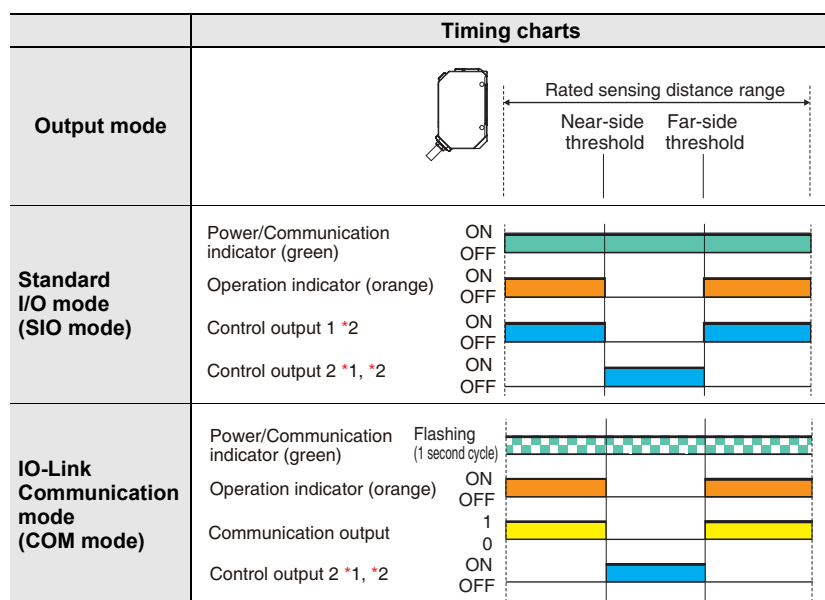 Timing charts
Output mode
Rated sensing distance range
Near-side
threshold
Far-side
threshold
Standard
I/O mode
(SIO mode)
Power/Communication
indicator (green)
ON
OFF
Operation indicator (orange)
ON
OFF
Control output 1 *2
ON
OFF
Control output 2 *1, *2
ON
OFF
IO-Link
Communication
mode
(COM mode)
Power/Communication
indicator (green)
Flashing
(1 second cycle)
Operation indicator (orange)
ON
OFF
Communication output
1
0
Control output 2 *1, *2
ON
OFF